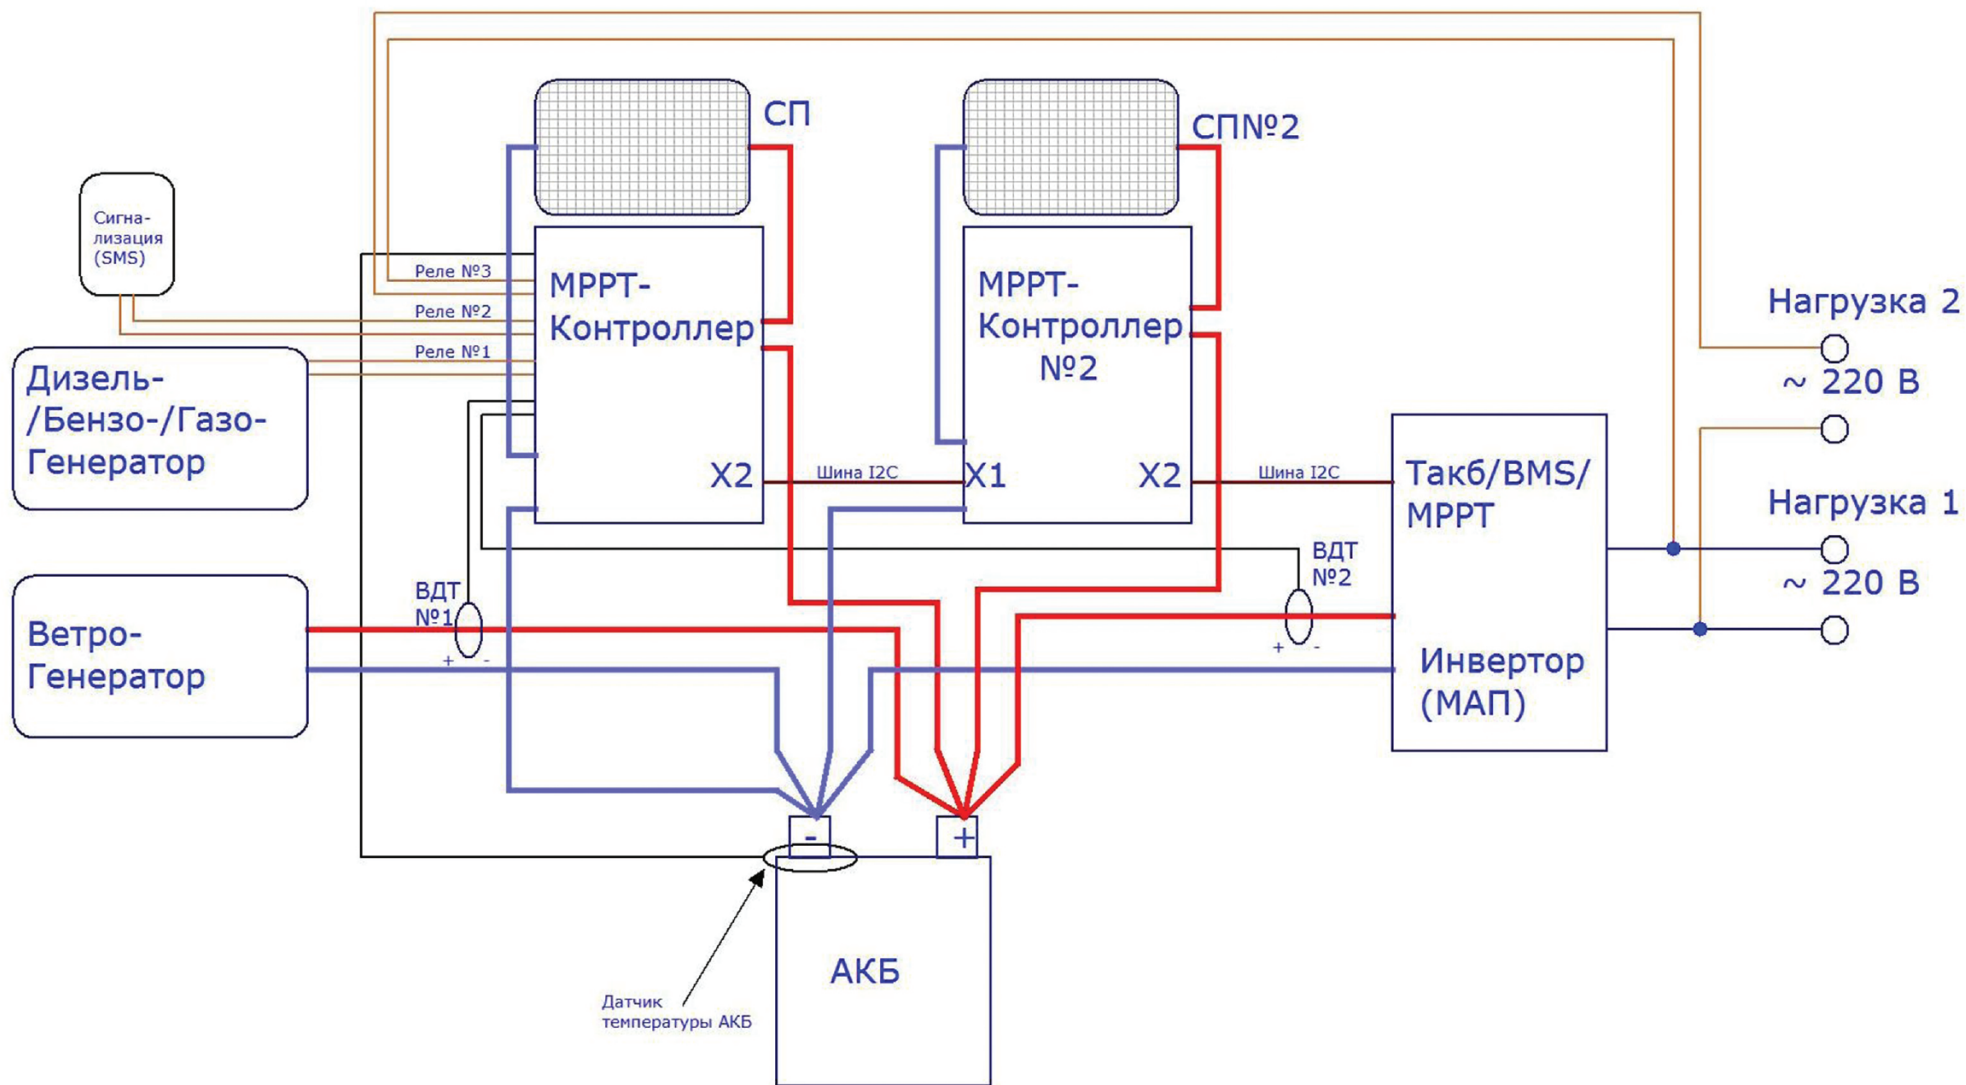 СП
СП№2
Сигна-
лизация
(SMS)
Реле №3
Реле №2
Реле №1
МРРТ-
Контроллер
X2
МРРТ-
Контроллер
№2
X1
X2
Шина I2C
Шина I2C
Дизель-
/Бензо-/Газо-
Генератор
Нагрузка 2
~ 220 В
Нагрузка 1
~ 220 В
Такб/BMS/
МРРТ
Инвертор
(МАП)
ВДТ
№1
+ -
ВДТ
№2
+ -
Ветро-
Генератор
- +
АКБ
Датчик
температуры АКБ